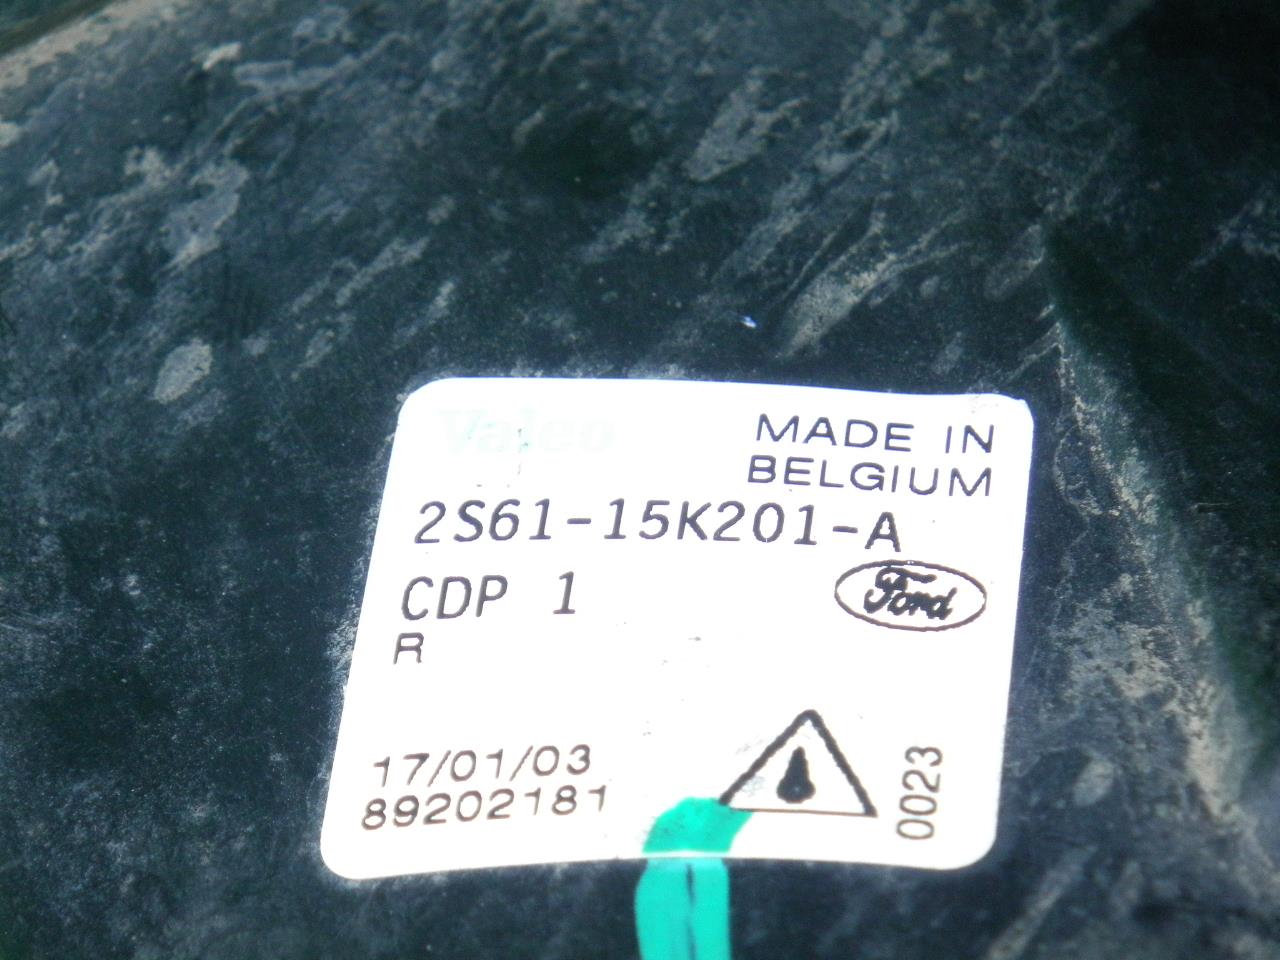 Valeo
MADE IN
BELGIUM
2S61-15K201-A
CDP 1
Ford
R
17/01/03
89202181
0023